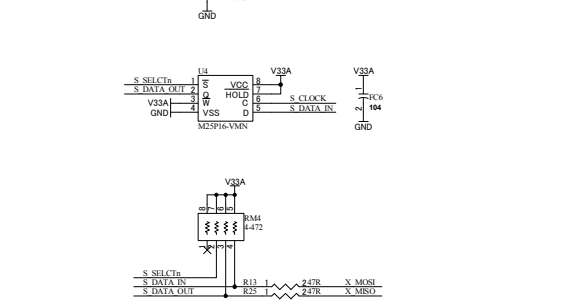 GND
U4
S_SELCTn 1 S VCC 8 V33A V33A
S_DATA_OUT 2 Q HOLD 7
V33A 3 W C 6 S_CLOCK
GND 4 VSS D 5 S_DATA_IN
M25P16-VMN
1
FC6
104
2
GND
V33A
8 7 6 5
RM4
4-472
1 2 3 4
S_SELCTn
S_DATA_IN R13 1 2 47R X_MOSI
S_DATA_OUT R25 1 2 47R X_MISO